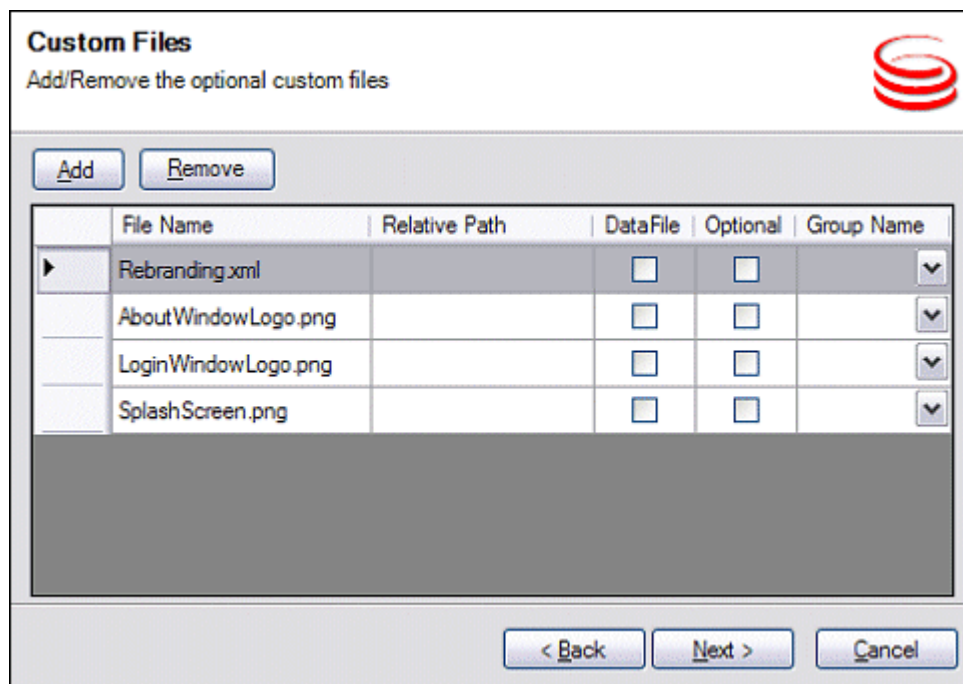 Custom Files
Add/Remove the optional custom files
Add Remove
File Name Relative Path DataFile Optional Group Name
Rebranding.xml
AboutWindowLogo.png
LoginWindowLogo.png
SplashScreen.png
< Back Next > Cancel